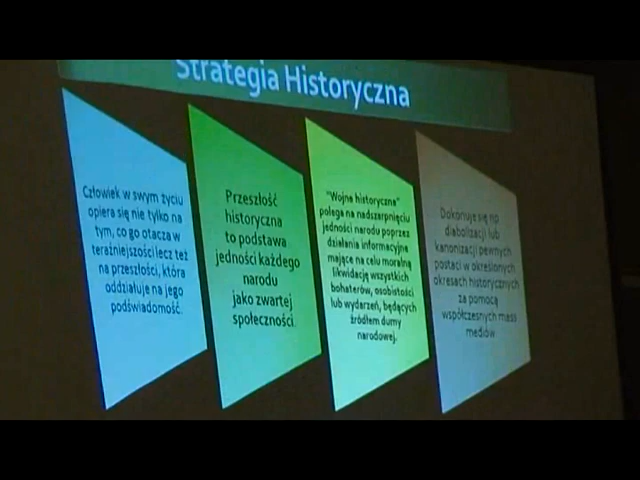 Strategia Historyczna
Człowiek w swym życiu
opiera się nie tylko na
tym, co go otacza w
teraźniejszości lecz też
na przeszłości, która
oddziałuje na jego
podświadomość.
Przeszłość
historyczna
to podstawa
jedności każdego
narodu
jako zwartej
społeczności.
"Wojna historyczna"
polega na nadszarpnięciu
jedności narodu poprzez
działania informacyjne
mające na celu moralną
likwidację wszystkich
bohaterów, osobistości
lub wydarzeń, będących
źródłem dumy
narodowej.
Dokonuje się np
diabolizacji lub
kanonizacji pewnych
postaci w określonych
okresach historycznych
za pomocą
współczesnych mass
mediów